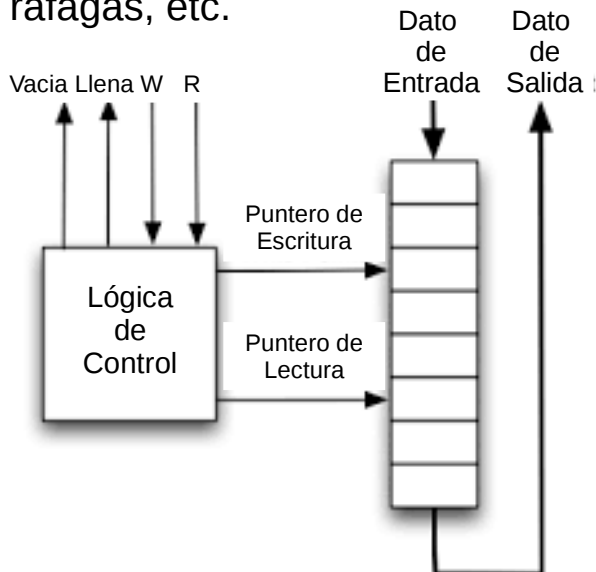 ráfagas, etc.
Dato
de
Entrada
Dato
de
Salida
Vacia Llena W R
Puntero de
Escritura
Lógica
de
Control
Puntero de
Lectura